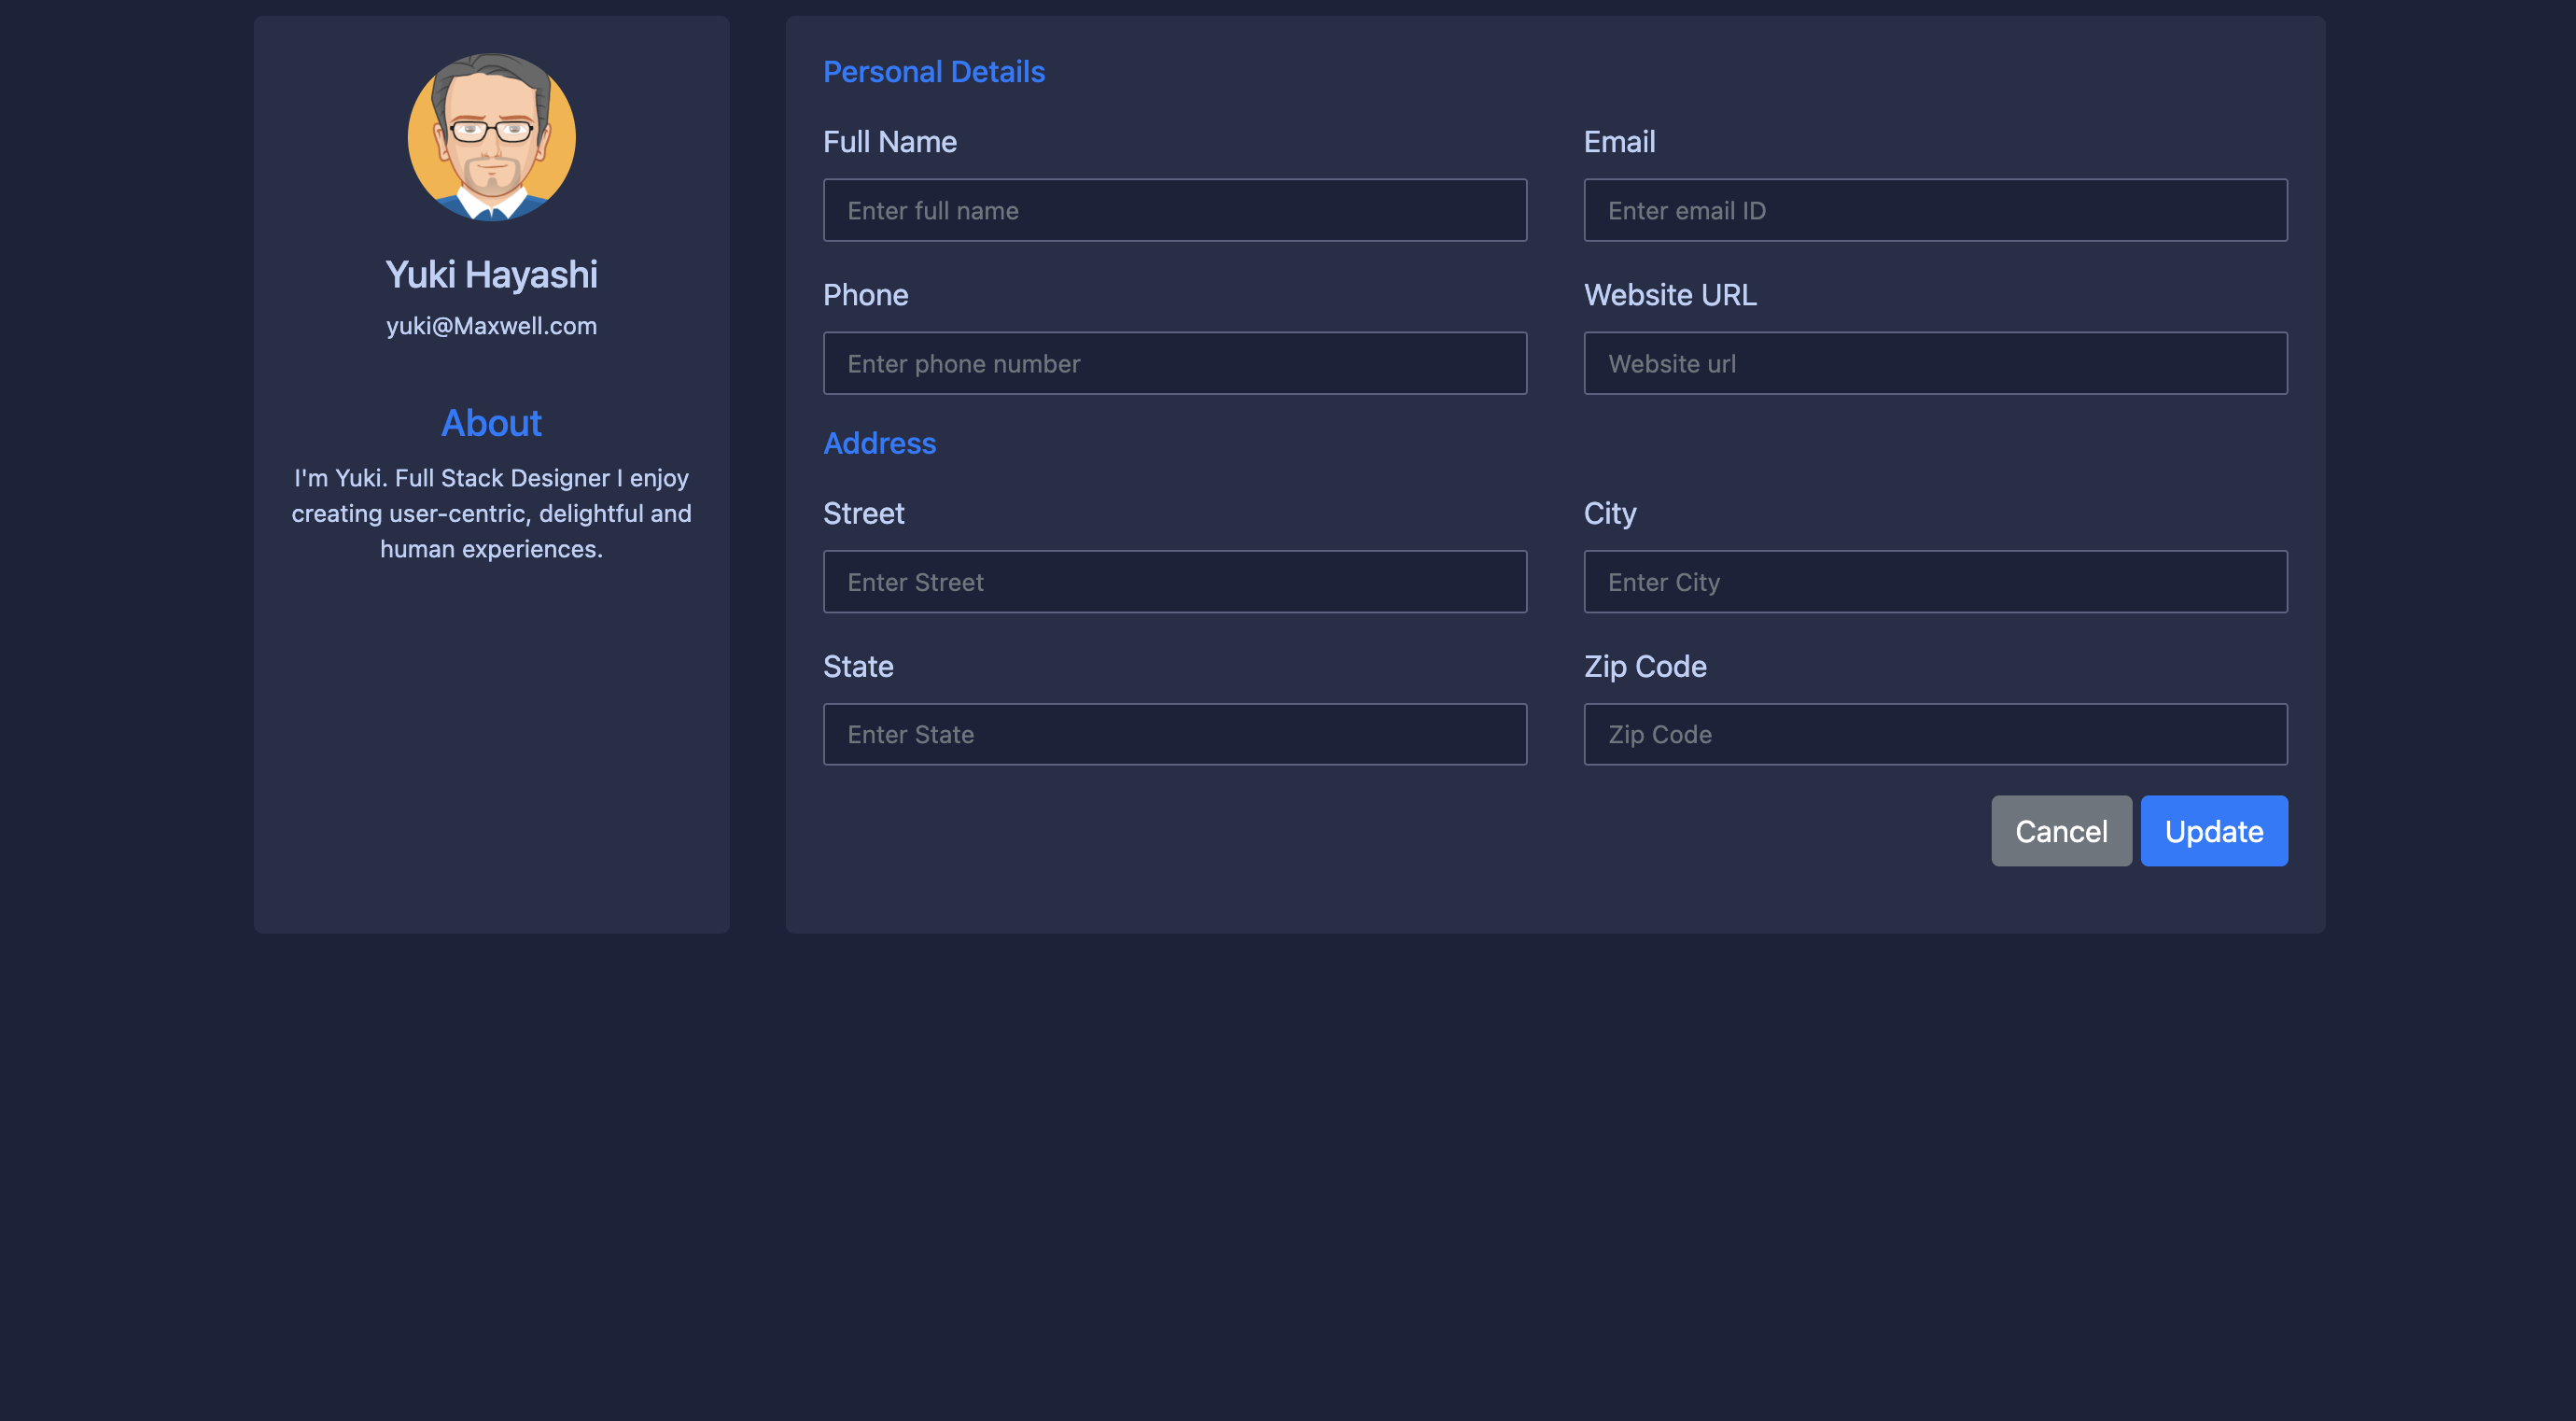 Yuki Hayashi
yuki@Maxwell.com
About
I'm Yuki. Full Stack Designer I enjoy
creating user-centric, delightful and
human experiences.
Personal Details
Full Name
Enter full name
Email
Enter email ID
Phone
Enter phone number
Website URL
Website url
Address
Street
Enter Street
City
Enter City
State
Enter State
Zip Code
Zip Code
Cancel
Update